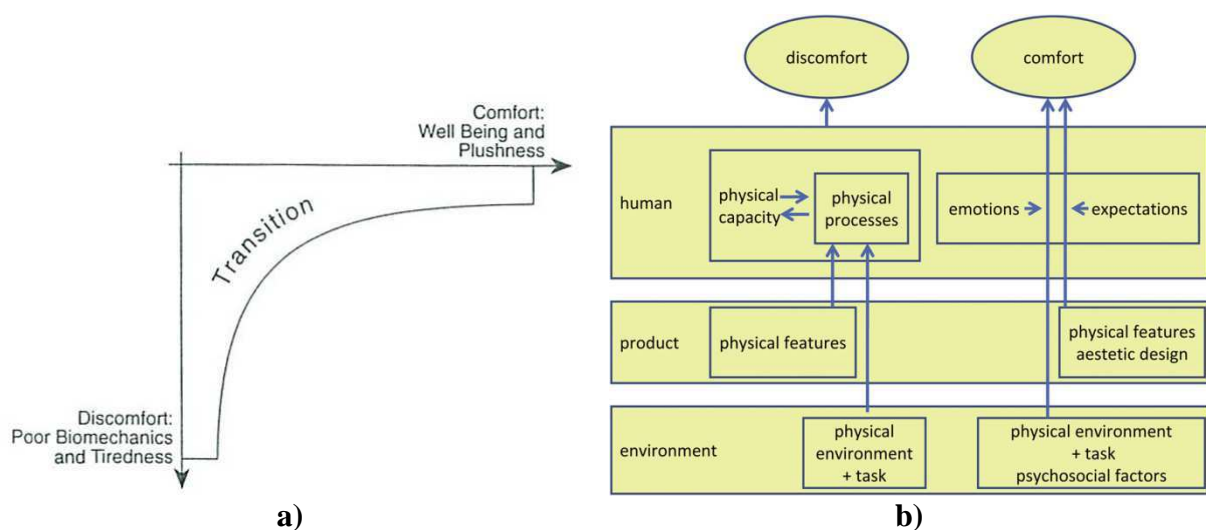 Comfort:
Well Being and
Plushness
Transition
Discomfort:
Poor Biomechanics
and Tiredness
a)
discomfort
comfort
human
physical
capacity
physical
processes
emotions
expectations
product
physical features
physical features
aestetic design
environment
physical
environment
+ task
physical environment
+ task
psychosocial factors
b)